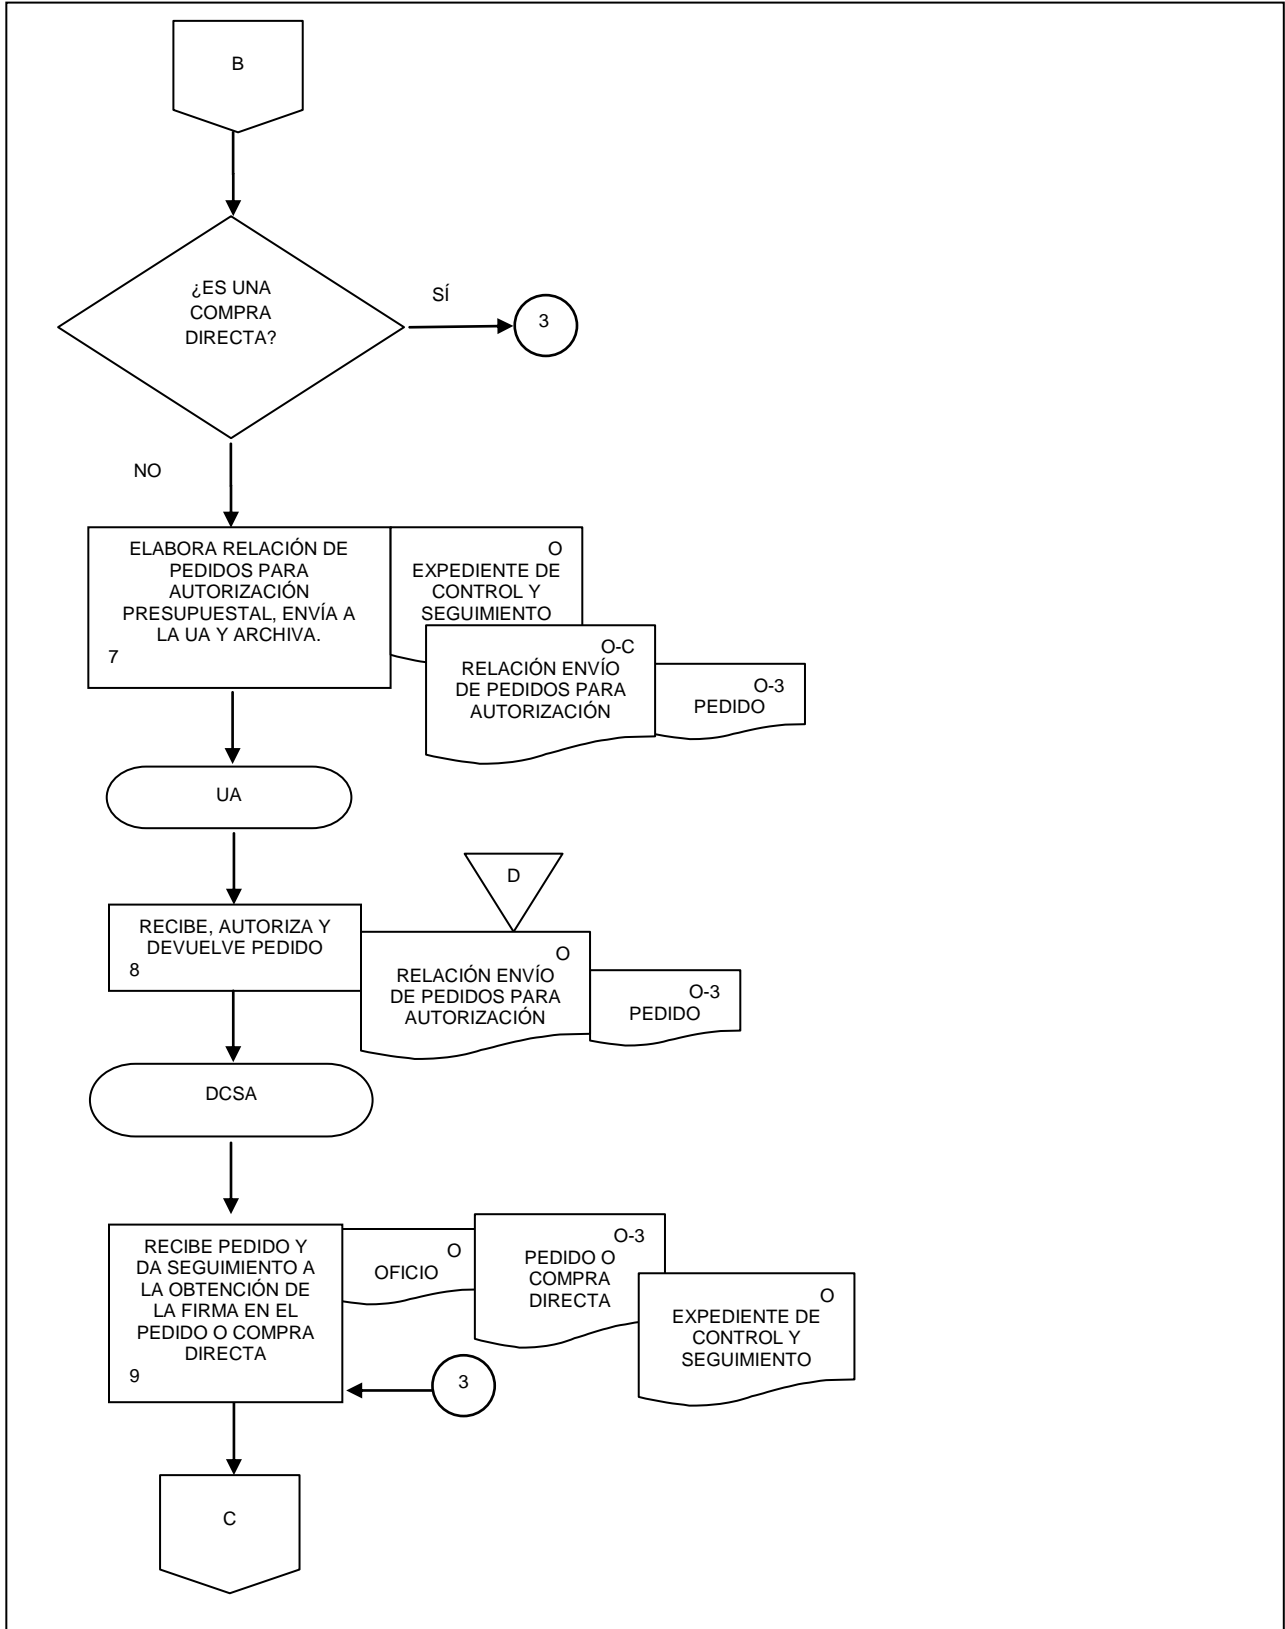 B
¿ES UNA
COMPRA
DIRECTA?
SÍ
3
NO
ELABORA RELACIÓN DE
PEDIDOS PARA
AUTORIZACIÓN
PRESUPUESTAL, ENVÍA A
LA UA Y ARCHIVA.
7
O
EXPEDIENTE DE
CONTROL Y
SEGUIMIENTO
O-C
RELACIÓN ENVÍO
DE PEDIDOS PARA
AUTORIZACIÓN
O-3
PEDIDO
UA
D
RECIBE, AUTORIZA Y
DEVUELVE PEDIDO
8
O
RELACIÓN ENVÍO
DE PEDIDOS PARA
AUTORIZACIÓN
O-3
PEDIDO
DCSA
RECIBE PEDIDO Y
DA SEGUIMIENTO A
LA OBTENCIÓN DE
LA FIRMA EN EL
PEDIDO O COMPRA
DIRECTA
9
O
OFICIO
O-3
PEDIDO O
COMPRA
DIRECTA
O
EXPEDIENTE DE
CONTROL Y
SEGUIMIENTO
3
C